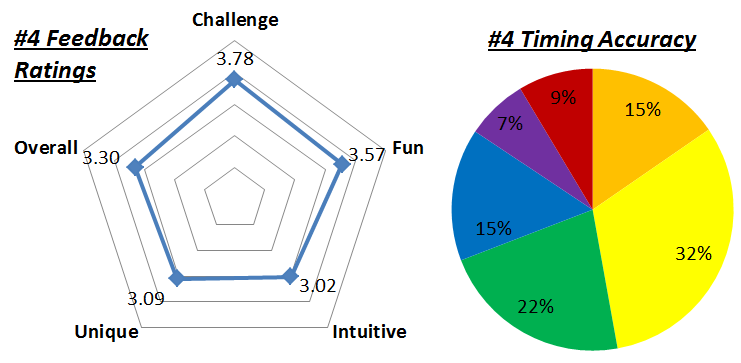 #4 Feedback
Ratings
Challenge
3.78
Overall
3.30
3.57
Fun
3.09
3.02
Unique
Intuitive
#4 Timing Accuracy
9%
15%
7%
15%
32%
22%